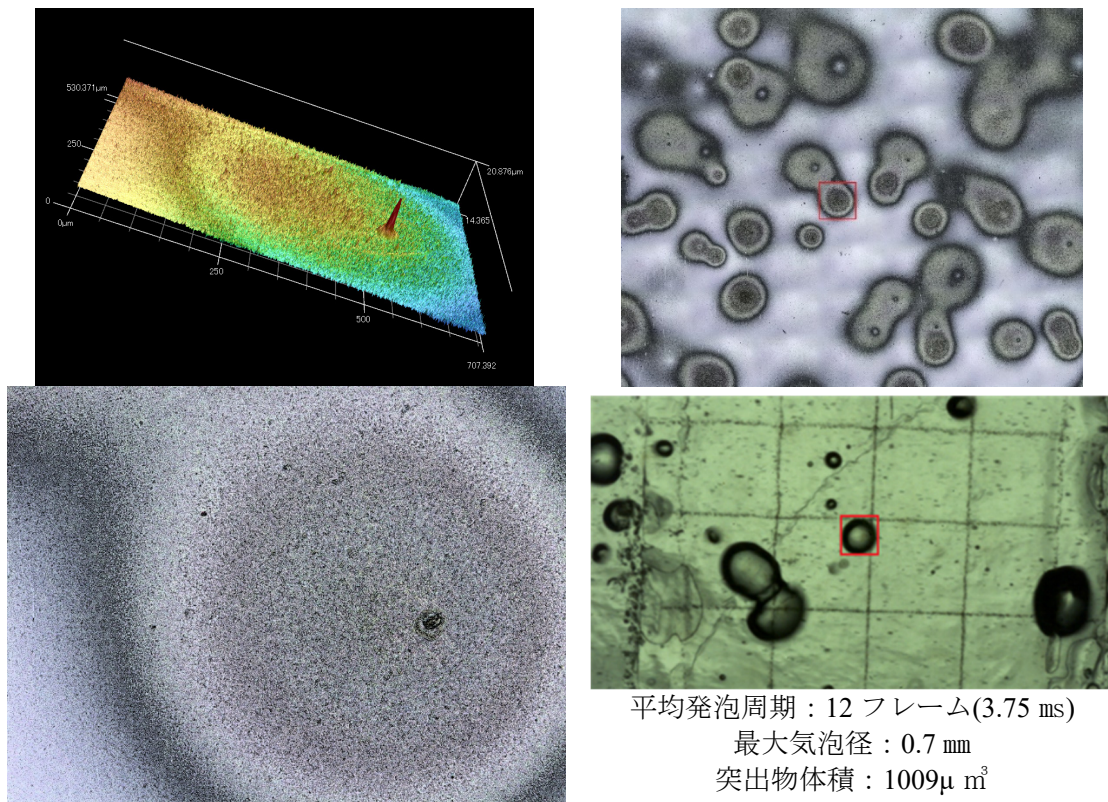 530.371μm
250
0
0μm
250
500
707.392
14.365
20.876μm
平均発泡周期：12 フレーム(3.75 ㎳)
最大気泡径：0.7 ㎜
突出物体積：1009μ ㎥